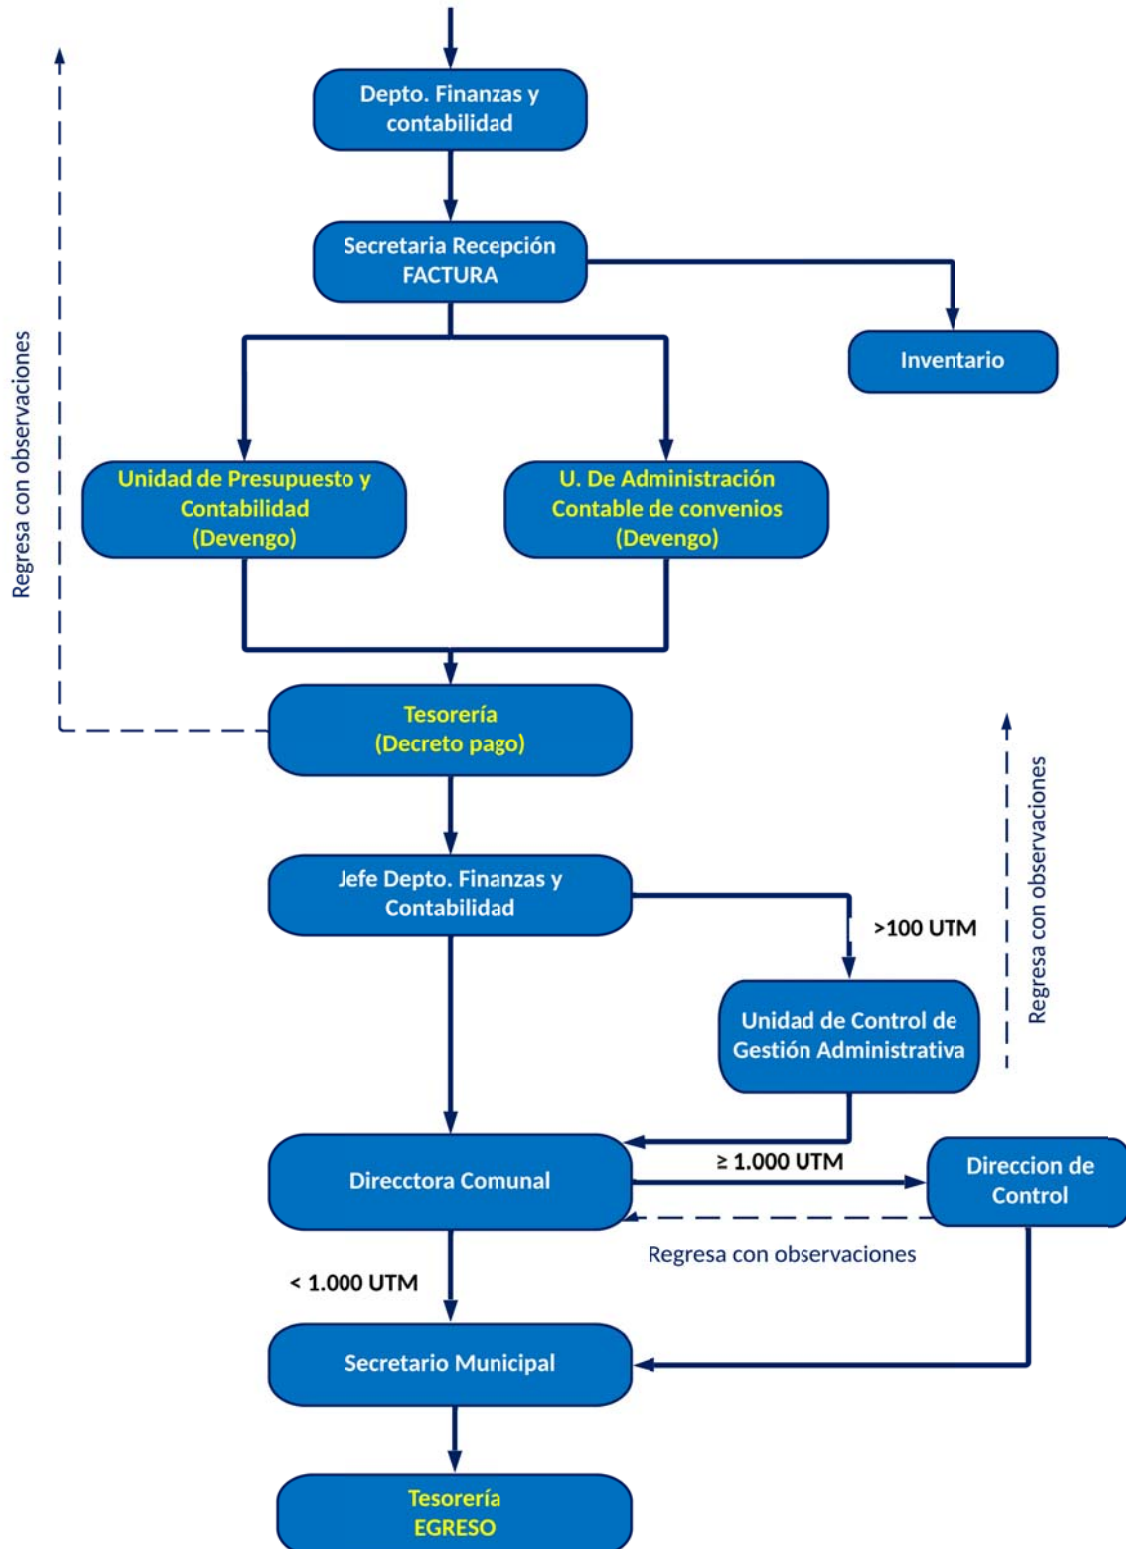 Depto. Finanzas y
contabilidad
Secretaria Recepción
FACTURA
Inventario
Regresa con observaciones
Unidad de Presupuesto y
Contabilidad
(Devengo)
U. De Administración
Contable de convenios
(Devengo)
Tesorería
(Decreto pago)
Jefe Depto. Finanzas y
Contabilidad
>100 UTM
Regresa con observaciones
Unidad de Control de
Gestión Administrativa
Direcctora Comunal
≥ 1.000 UTM
Direccion de
Control
Regresa con observaciones
< 1.000 UTM
Secretario Municipal
Tesorería
EGRESO